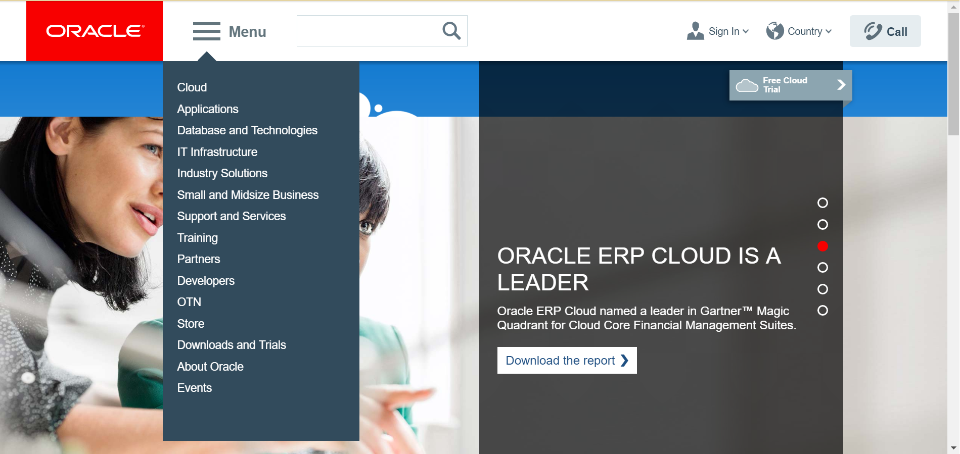 ORACLE
Menu
Sign In
Country
Call
Cloud
Applications
Database and Technologies
IT Infrastructure
Industry Solutions
Small and Midsize Business
Support and Services
Training
Partners
Developers
OTN
Store
Downloads and Trials
About Oracle
Events
Free Cloud
Trial
ORACLE ERP CLOUD IS A
LEADER
Oracle ERP Cloud named a leader in Gartner™ Magic
Quadrant for Cloud Core Financial Management Suites.
Download the report